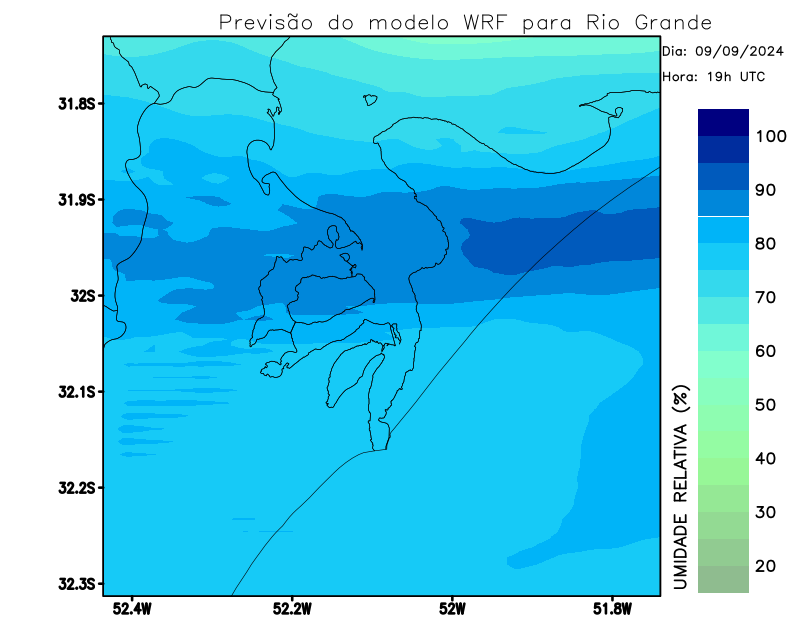 Previsão do modelo WRF para Rio Grande
Dia: 09/09/2024
Hora: 19h UTC
31.8S
31.9S
32S
32.1S
32.2S
32.3S
52.4W 52.2W 52W 51.8W
UMIDADE RELATIVA (%)
100
90
80
70
60
50
40
30
20